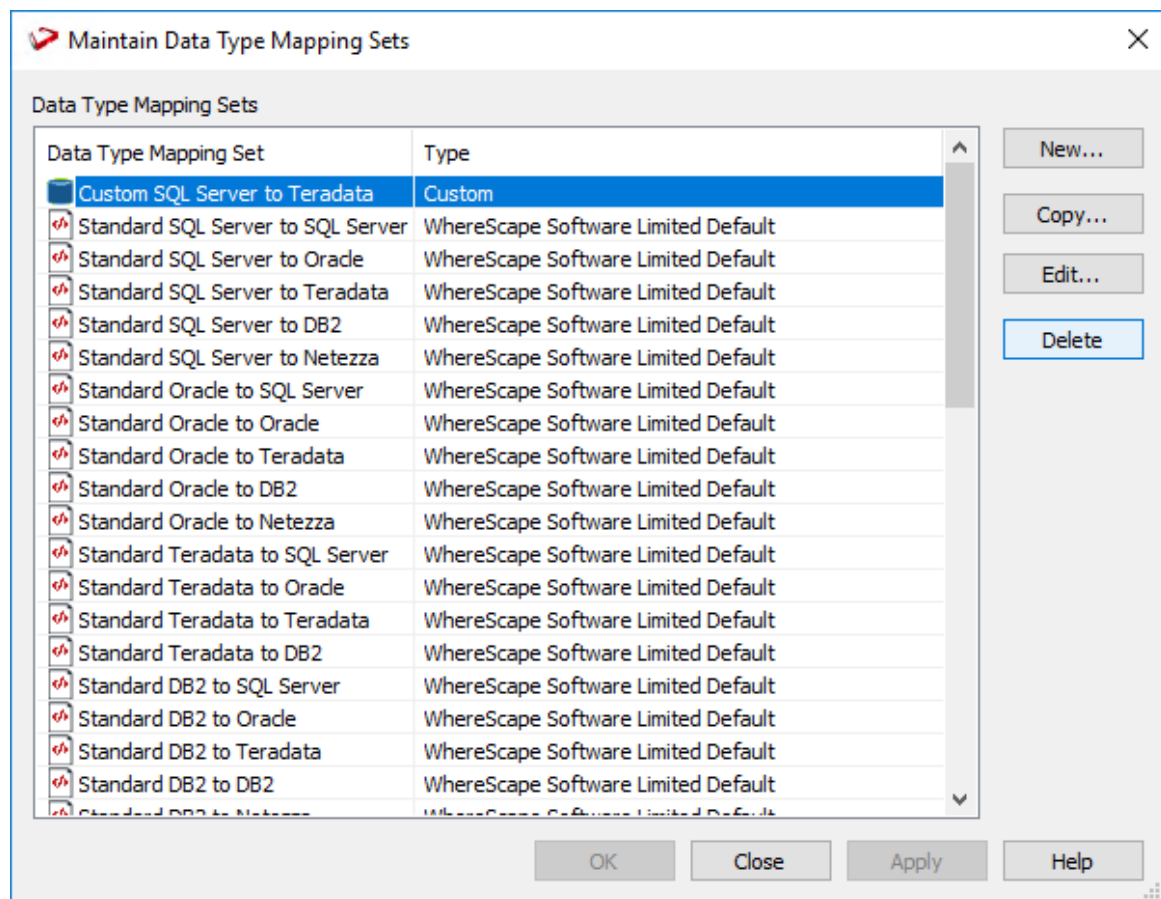 Maintain Data Type Mapping Sets
Data Type Mapping Sets
Data Type Mapping Set Type
New...
Custom SQL Server to Teradata Custom
Standard SQL Server to SQL Server WhereScape Software Limited Default
Copy...
Standard SQL Server to Oracle WhereScape Software Limited Default
Edit...
Standard SQL Server to Teradata WhereScape Software Limited Default
Standard SQL Server to DB2 WhereScape Software Limited Default
Delete
Standard SQL Server to Netezza WhereScape Software Limited Default
Standard Oracle to SQL Server WhereScape Software Limited Default
Standard Oracle to Oracle WhereScape Software Limited Default
Standard Oracle to Teradata WhereScape Software Limited Default
Standard Oracle to DB2 WhereScape Software Limited Default
Standard Oracle to Netezza WhereScape Software Limited Default
Standard Teradata to SQL Server WhereScape Software Limited Default
Standard Teradata to Oracle WhereScape Software Limited Default
Standard Teradata to Teradata WhereScape Software Limited Default
Standard Teradata to DB2 WhereScape Software Limited Default
Standard DB2 to SQL Server WhereScape Software Limited Default
Standard DB2 to Oracle WhereScape Software Limited Default
Standard DB2 to Teradata WhereScape Software Limited Default
Standard DB2 to DB2 WhereScape Software Limited Default
Standard DB2 to Netezza WhereScape Software Limited Default
OK Close Apply Help